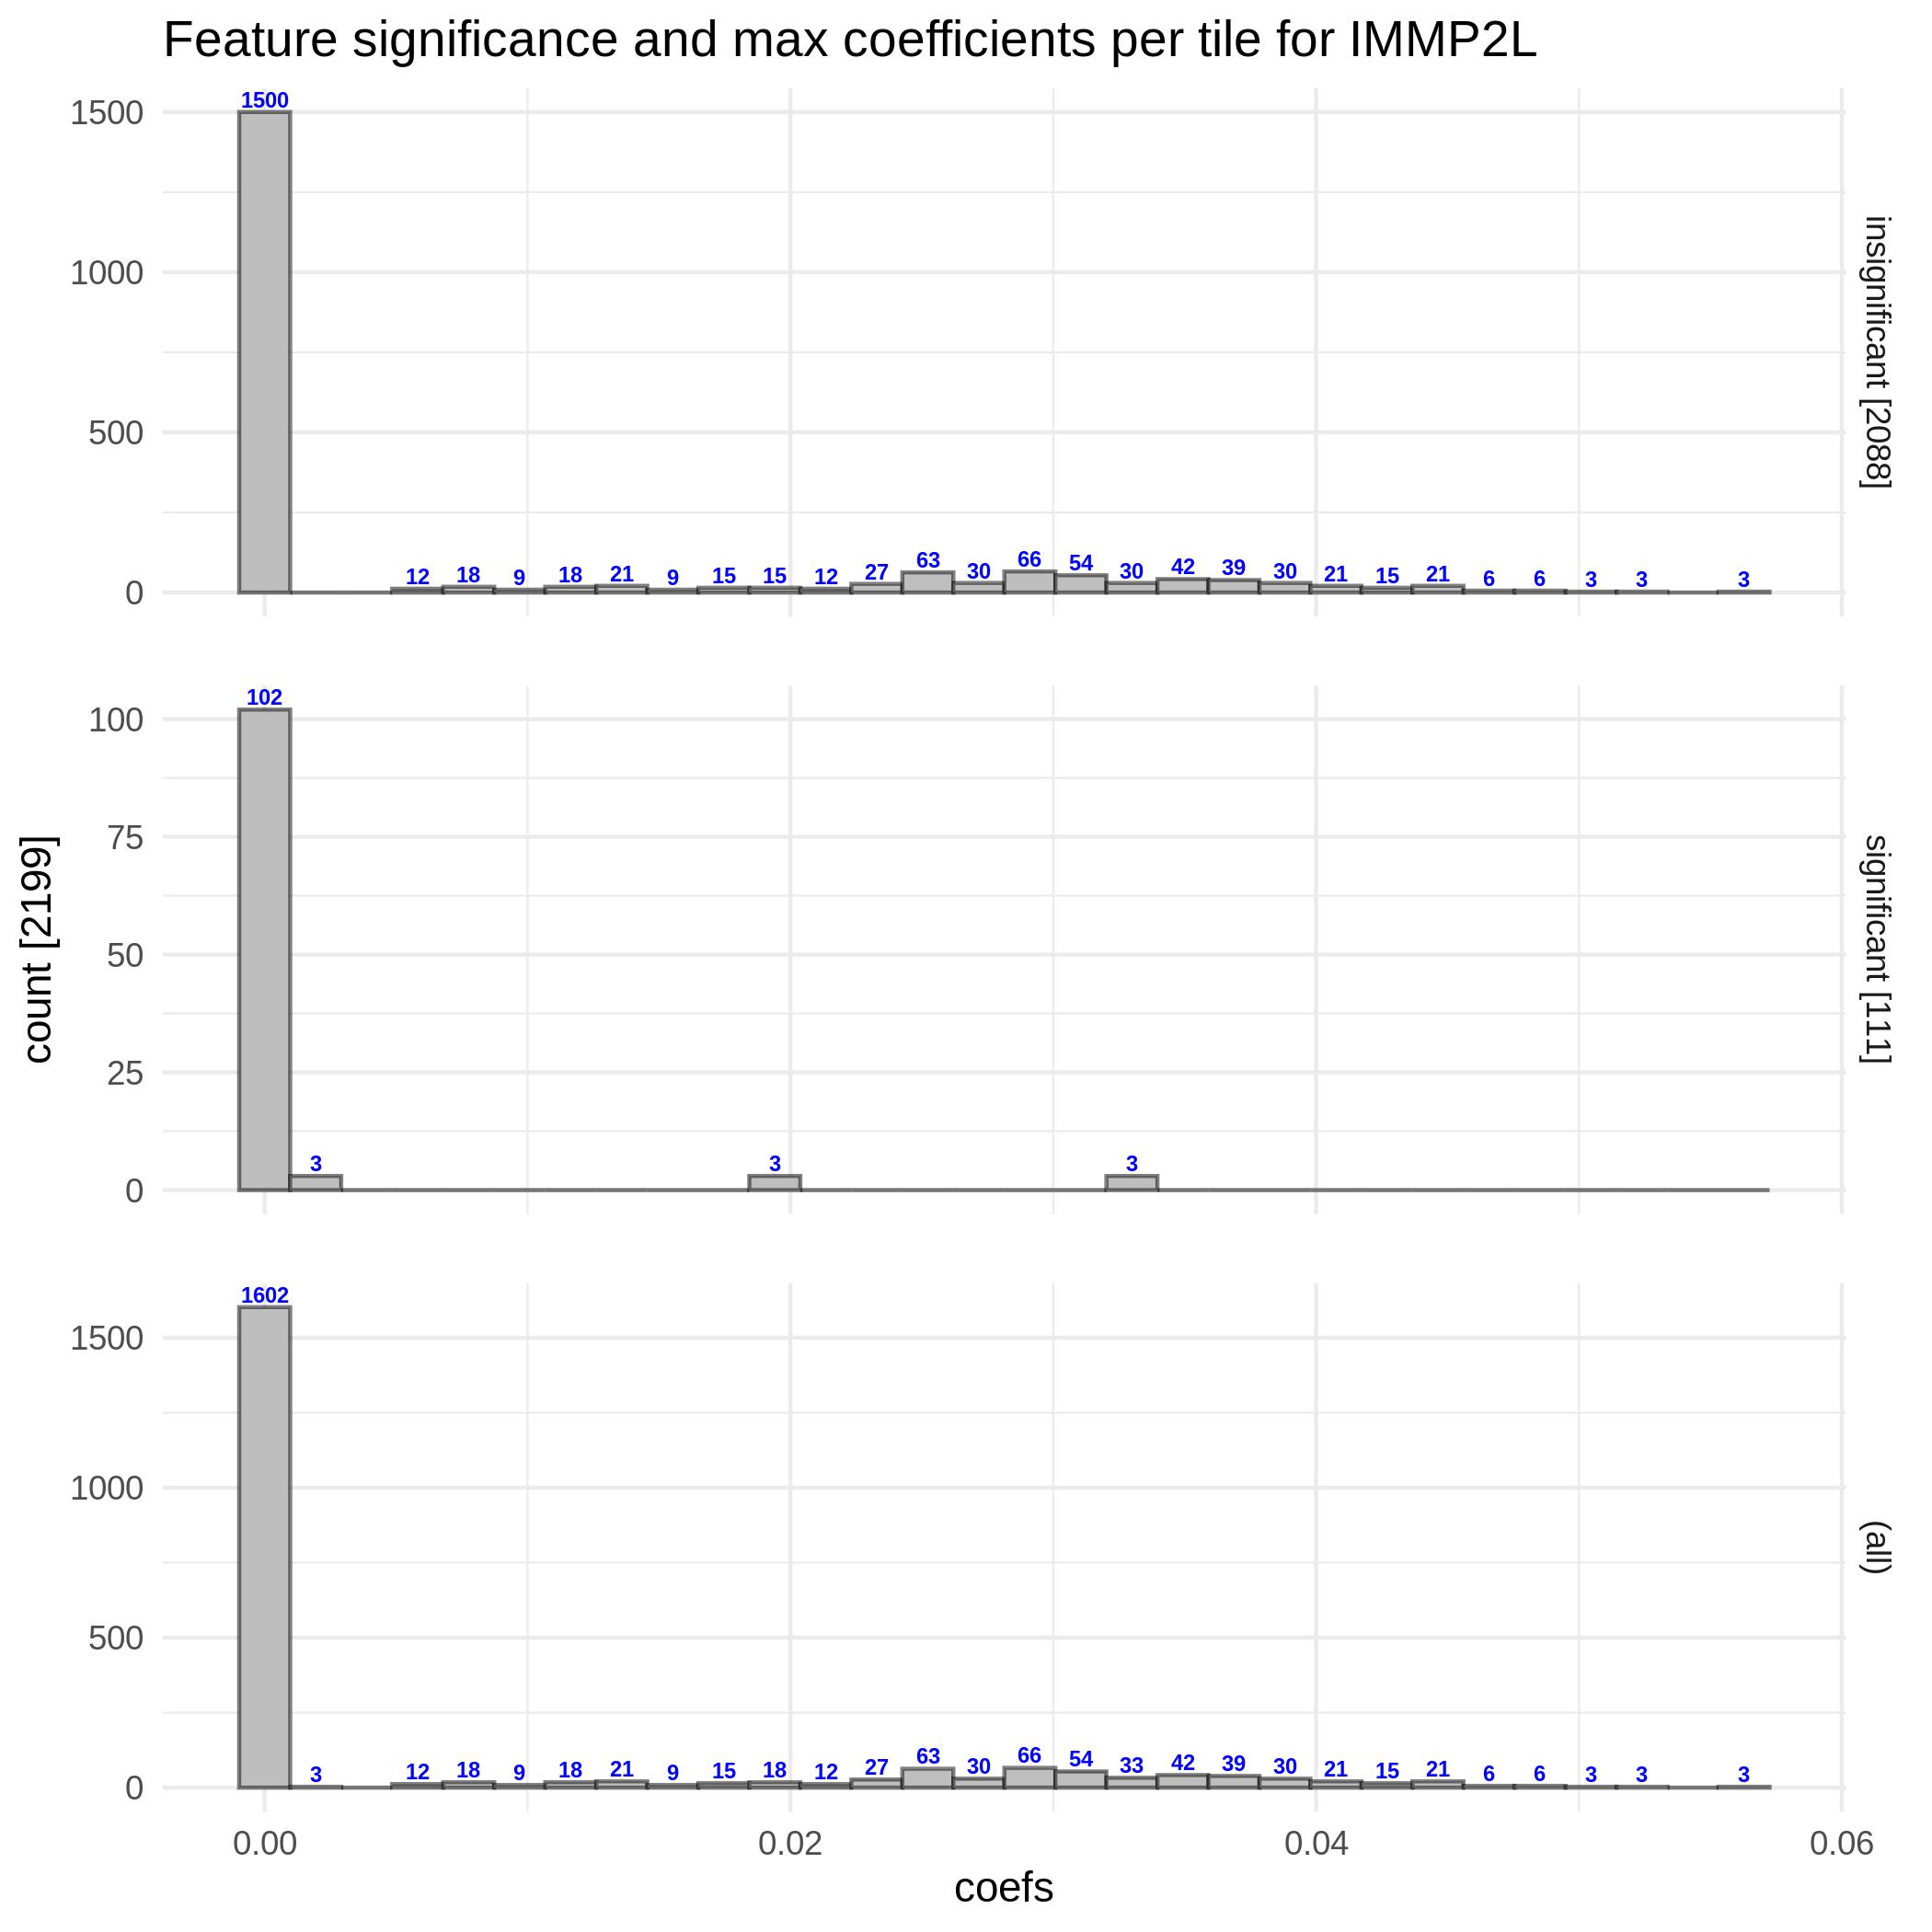 Feature significance and max coefficients per tile for IMMP2L
1500
1000
500
0
1500
12 18 9 18 21 9 15 15 12 27 63 30 66 54 30 42 39 30 21 15 21 6 6 3 3 3
insignificant [2088]
count [2199]
100
75
50
25
0
102
3 3 3
significant [111]
1500
1000
500
0
1602
3 12 18 9 18 21 9 15 18 12 27 63 30 66 54 33 42 39 30 21 15 21 6 6 3 3 3
(all)
0.00 0.02 0.04 0.06
coefs